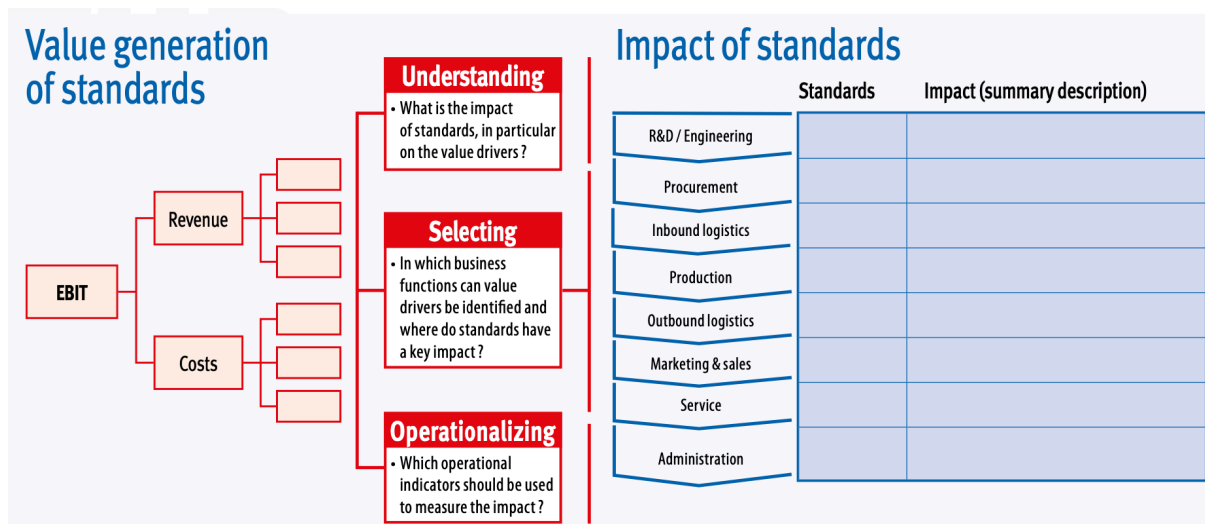 Value generation
of standards
EBIT
Revenue
Costs
Understanding
• What is the impact
of standards, in particular
on the value drivers ?
Selecting
• In which business
functions can value
drivers be identified and
where do standards have
a key impact ?
Operationalizing
• Which operational
indicators should be used
to measure the impact ?
Impact of standards
Standards Impact (summary description)
R&D / Engineering
Procurement
Inbound logistics
Production
Outbound logistics
Marketing & sales
Service
Administration